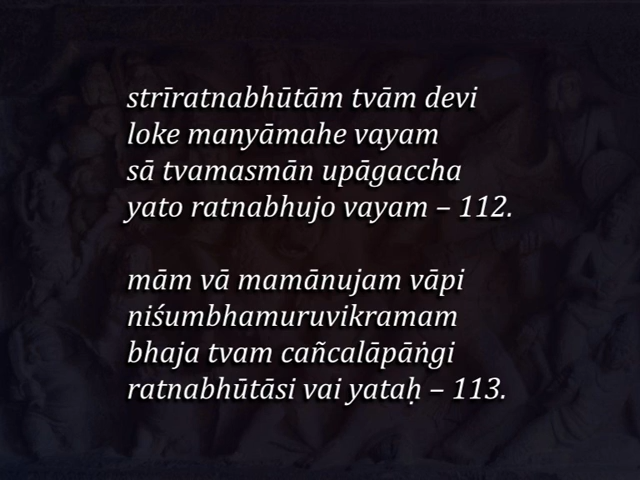 strīratnabhūtām tvām devi
loke manyāmahe vayam
sā tvamasmān upāgaccha
yato ratnabhujo vayam – 112.
mām vā mamānujam vāpi
niśumbhamuruvikramam
bhaja tvam cañcalāpāṅgi
ratnabhūtāsi vai yataḥ – 113.